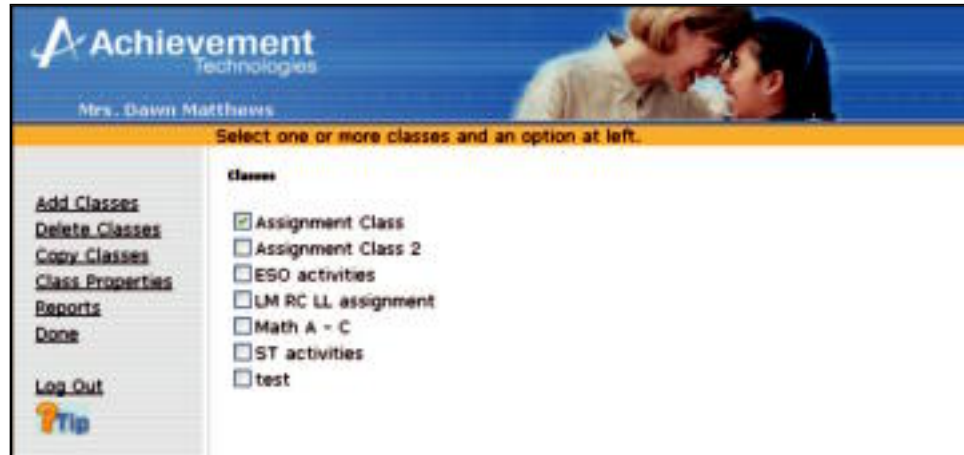 Achievement
Technologies
Mrs. Dawn Matthews
Select one or more classes and an option at left.
Classes
Add Classes
Delete Classes
Copy Classes
Class Properties
Reports
Done
Log Out
?Tip
Assignment Class
Assignment Class 2
ESO activities
LM RC LL assignment
Math A - C
ST activities
test